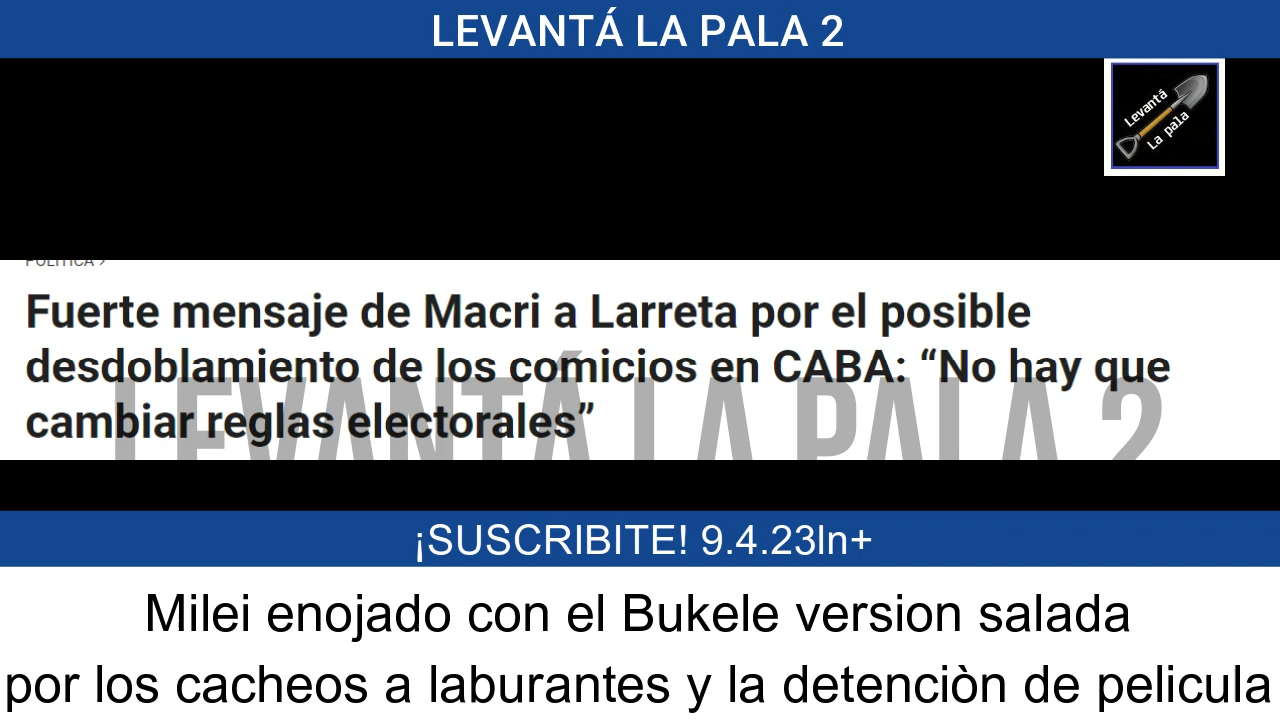 LEVANTÁ LA PALA 2
Levantá
La pala
POLÍTICA >
Fuerte mensaje de Macri a Larreta por el posible
desdoblamiento de los comicios en CABA: “No hay que
cambiar reglas electorales”
LEVANTÁ LA PALA 2
¡SUSCRIBITE! 9.4.23ln+
Milei enojado con el Bukele version salada
por los cacheos a laburantes y la detenciòn de pelicula